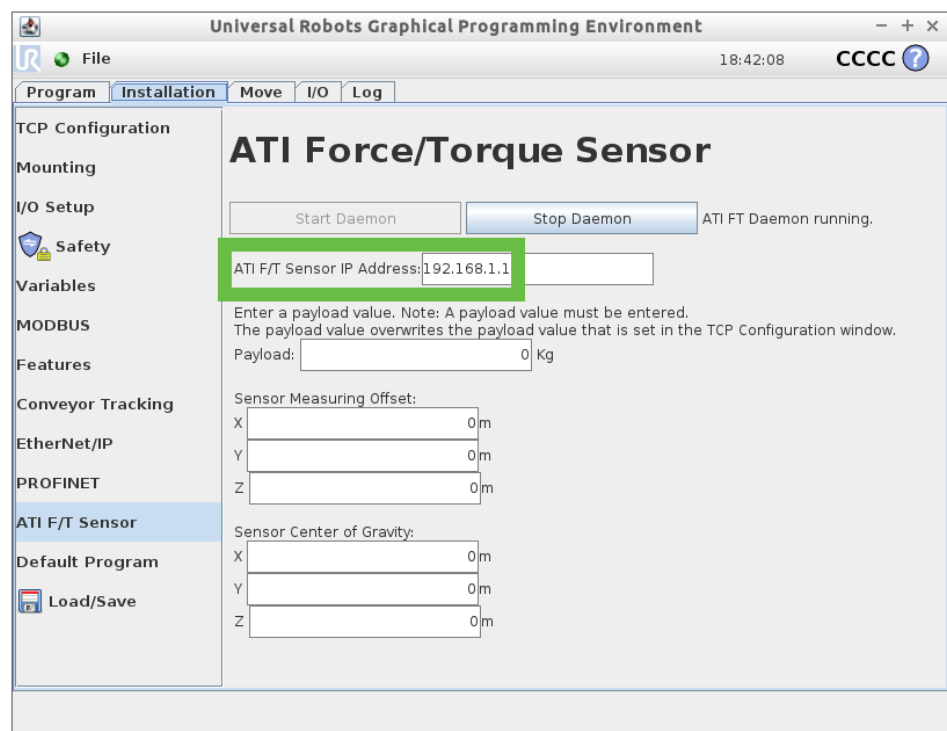 Universal Robots Graphical Programming Environment
UR File 18:42:08 CCCC ?
Program Installation Move I/O Log
TCP Configuration
Mounting
I/O Setup
Safety
Variables
MODBUS
Features
Conveyor Tracking
EtherNet/IP
PROFINET
ATI F/T Sensor
Default Program
Load/Save
ATI Force/Torque Sensor
Start Daemon Stop Daemon ATI FT Daemon running.
ATI F/T Sensor IP Address: 192.168.1.1
Enter a payload value. Note: A payload value must be entered.
The payload value overwrites the payload value that is set in the TCP Configuration window.
Payload: 0 Kg
Sensor Measuring Offset:
X 0 m
Y 0 m
Z 0 m
Sensor Center of Gravity:
X 0 m
Y 0 m
Z 0 m